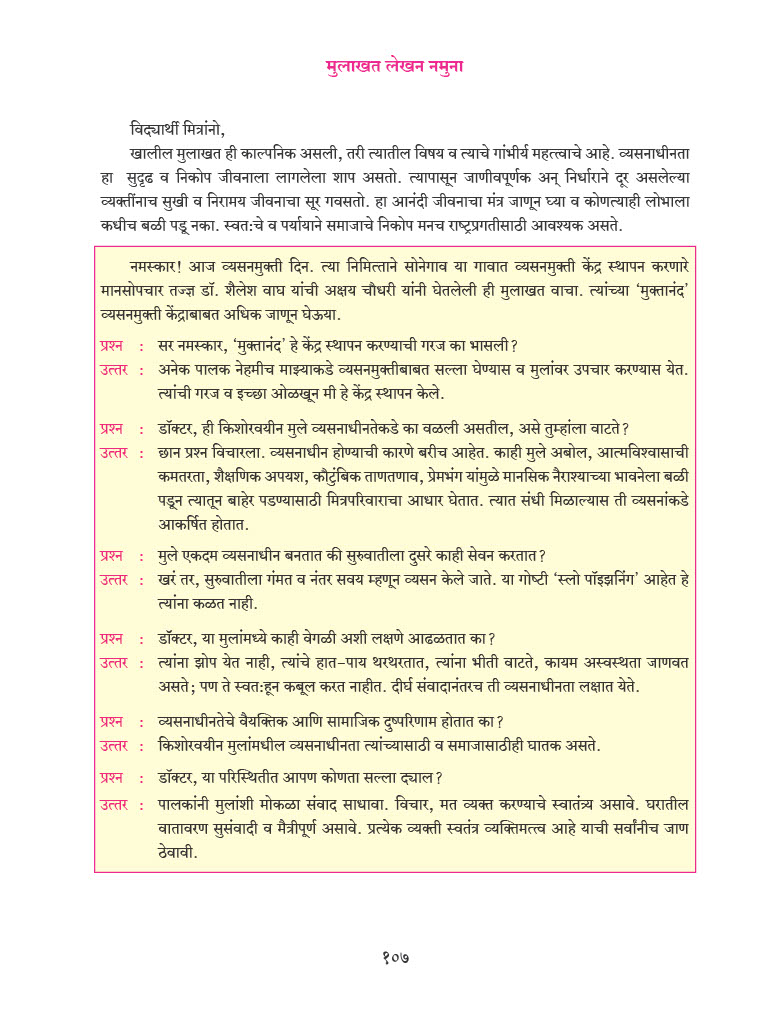 मुलाखत लेखन नमुना
विद्यार्थी मित्रांनो,
खालील मुलाखत ही काल्पनिक असली, तरी त्यातील विषय व त्याचे गांभीर्य महत्त्वाचे आहे. व्यसनाधीनता
हा सुदृढ व निकोप जीवनाला लागलेला शाप असतो. त्यापासून जाणीवपूर्णक अन् निर्धाराने दूर असलेल्या
व्यक्तींनाच सुखी व निरामय जीवनाचा सूर गवसतो. हा आनंदी जीवनाचा मंत्र जाणून घ्या व कोणत्याही लोभाला
कधीच बळी पडू नका. स्वत:चे व पर्यायाने समाजाचे निकोप मनच राष्ट्रप्रगतीसाठी आवश्यक असते.
नमस्कार! आज व्यसनमुक्ती दिन. त्या निमित्ताने सोनेगाव या गावात व्यसनमुक्ती केंद्र स्थापन करणारे
मानसोपचार तज्ज्ञ डॉ. शैलेश वाघ यांची अक्षय चौधरी यांनी घेतलेली ही मुलाखत वाचा. त्यांच्या ‘मुक्तानंद’
व्यसनमुक्ती केंद्राबाबत अधिक जाणून घेऊया.
प्रश्न : सर नमस्कार, ‘मुक्तानंद’ हे केंद्र स्थापन करण्याची गरज का भासली?
उत्तर : अनेक पालक नेहमीच माझ्याकडे व्यसनमुक्तीबाबत सल्ला घेण्यास व मुलांवर उपचार करण्यास येत.
त्यांची गरज व इच्छा ओळखून मी हे केंद्र स्थापन केले.
प्रश्न : डॉक्टर, ही किशोरवयीन मुले व्यसनाधीनतेकडे का वळली असतील, असे तुम्हांला वाटते?
उत्तर : छान प्रश्न विचारला. व्यसनाधीन होण्याची कारणे बरीच आहेत. काही मुले अबोल, आत्मविश्वासाची
कमतरता, शैक्षणिक अपयश, कौटुंबिक ताणतणाव, प्रेमभंग यांमुळे मानसिक नैराश्याच्या भावनेला बळी
पडून त्यातून बाहेर पडण्यासाठी मित्रपरिवाराचा आधार घेतात. त्यात संधी मिळाल्यास ती व्यसनांकडे
आकर्षित होतात.
प्रश्न : मुले एकदम व्यसनाधीन बनतात की सुरुवातीला दुसरे काही सेवन करतात?
उत्तर : खरं तर, सुरुवातीला गंमत व नंतर सवय म्हणून व्यसन केले जाते. या गोष्टी ‘स्लो पॉइझनिंग’ आहेत हे
त्यांना कळत नाही.
प्रश्न : डॉक्टर, या मुलांमध्ये काही वेगळी अशी लक्षणे आढळतात का?
उत्तर : त्यांना झोप येत नाही, त्यांचे हात-पाय थरथरतात, त्यांना भीती वाटते, कायम अस्वस्थता जाणवत
असते; पण ते स्वत:हून कबूल करत नाहीत. दीर्घ संवादानंतरच ती व्यसनाधीनता लक्षात येते.
प्रश्न : व्यसनाधीनतेचे वैयक्तिक आणि सामाजिक दुष्परिणाम होतात का?
उत्तर : किशोरवयीन मुलांमधील व्यसनाधीनता त्यांच्यासाठी व समाजासाठीही घातक असते.
प्रश्न : डॉक्टर, या परिस्थितीत आपण कोणता सल्ला द्याल?
उत्तर : पालकांनी मुलांशी मोकळा संवाद साधावा. विचार, मत व्यक्त करण्याचे स्वातंत्र्य असावे. घरातील
वातावरण सुसंवादी व मैत्रीपूर्ण असावे. प्रत्येक व्यक्ती स्वतंत्र व्यक्तिमत्त्व आहे याची सर्वांनीच जाण
ठेवावी.
१०७